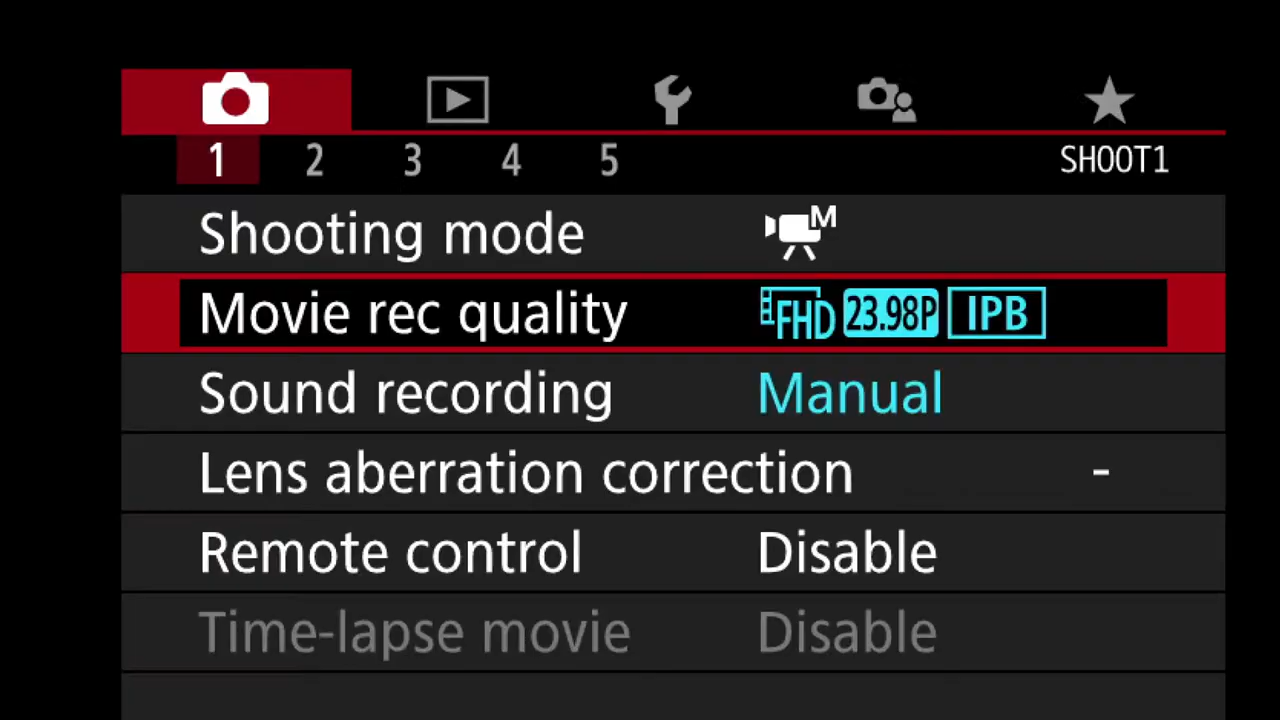 1 2 3 4 5 SHOOT1
Shooting mode M
Movie rec quality FHD 23.98P IPB
Sound recording Manual
Lens aberration correction -
Remote control Disable
Time-lapse movie Disable